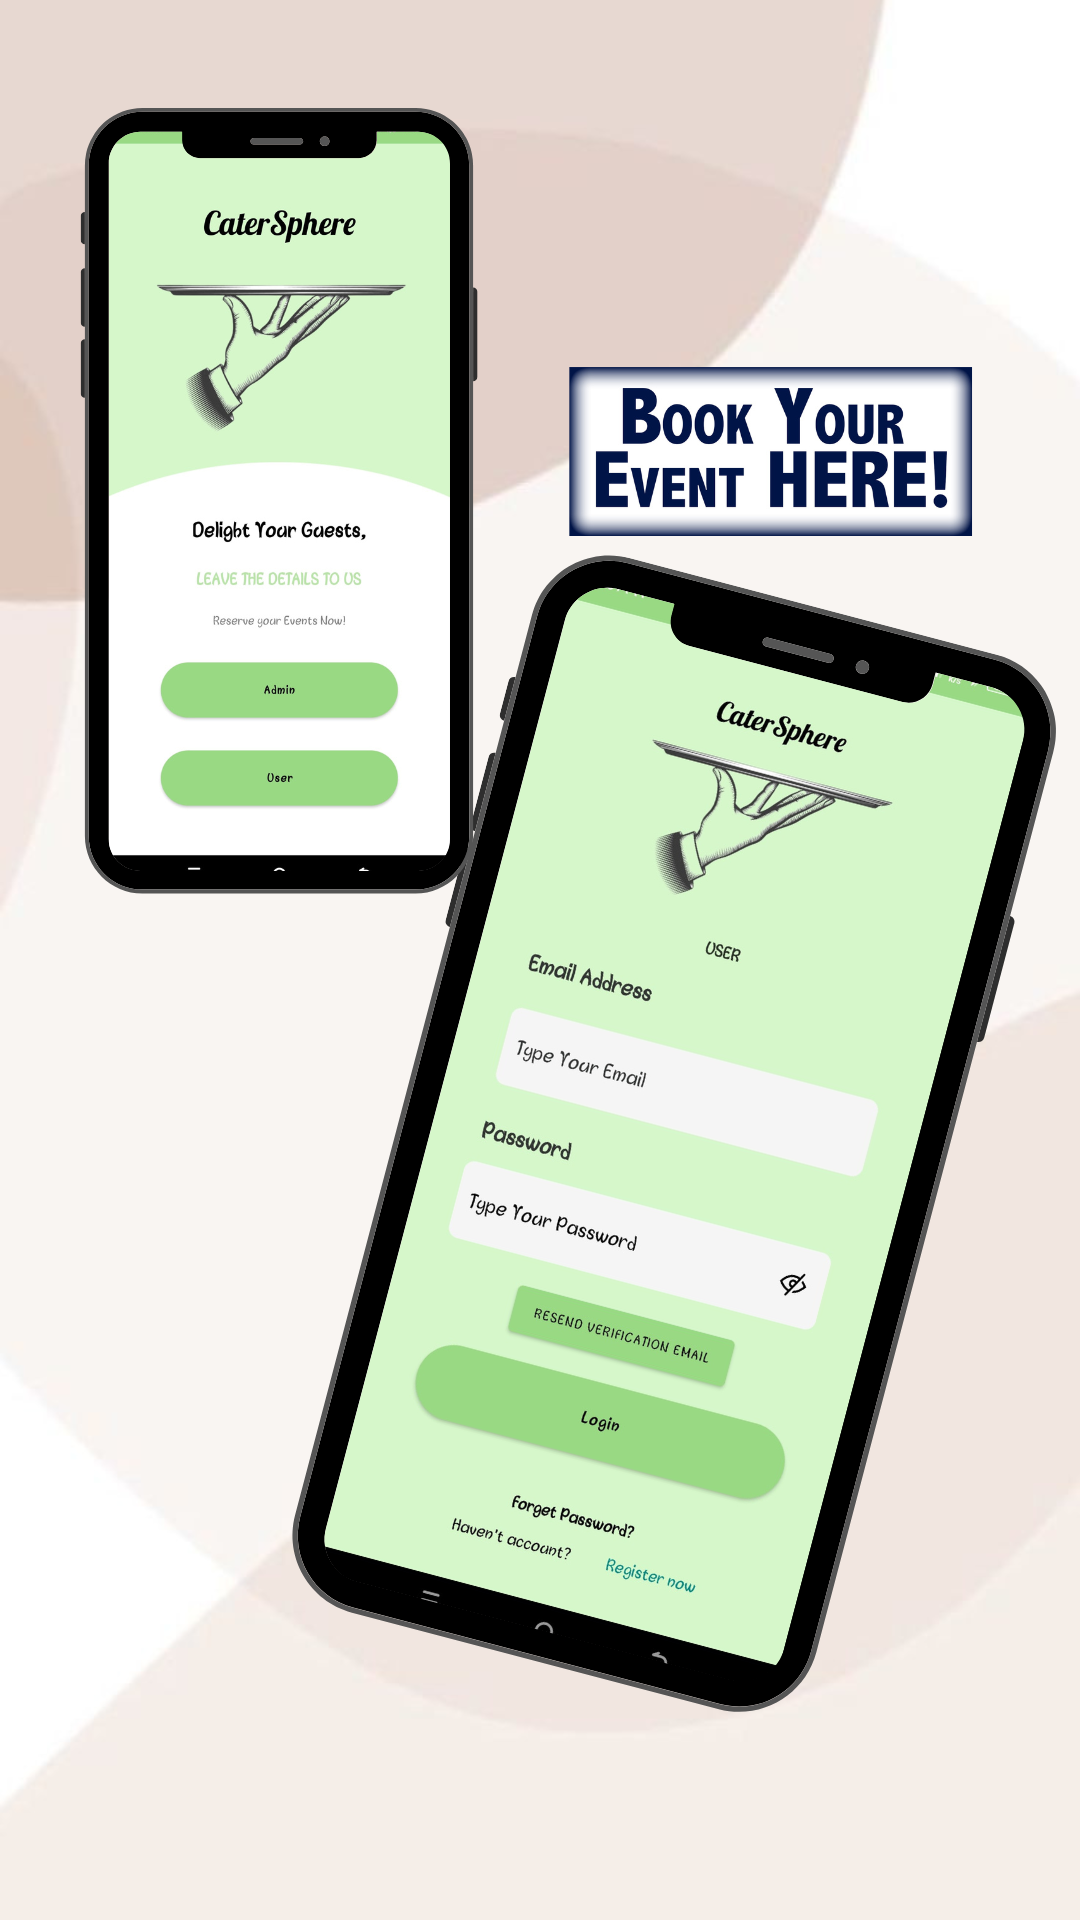 CaterSphere
Delight Your Guests,
LEAVE THE DETAILS TO US
Reserve your Events Now!
Admin
User
BOOK YOUR
EVENT HERE!
CaterSphere
USER
Email Address
Type Your Email
Password
Type Your Password
RESEND VERIFICATION EMAIL
Login
Forget Password?
Haven't account? Register now